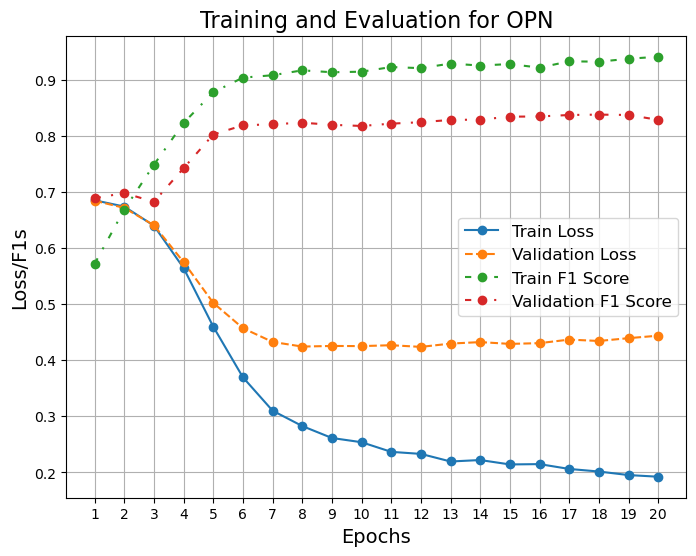 Training and Evaluation for OPN
Loss/F1s
0.9
0.8
0.7
0.6
0.5
0.4
0.3
0.2
Train Loss
Validation Loss
Train F1 Score
Validation F1 Score
1 2 3 4 5 6 7 8 9 10 11 12 13 14 15 16 17 18 19 20
Epochs